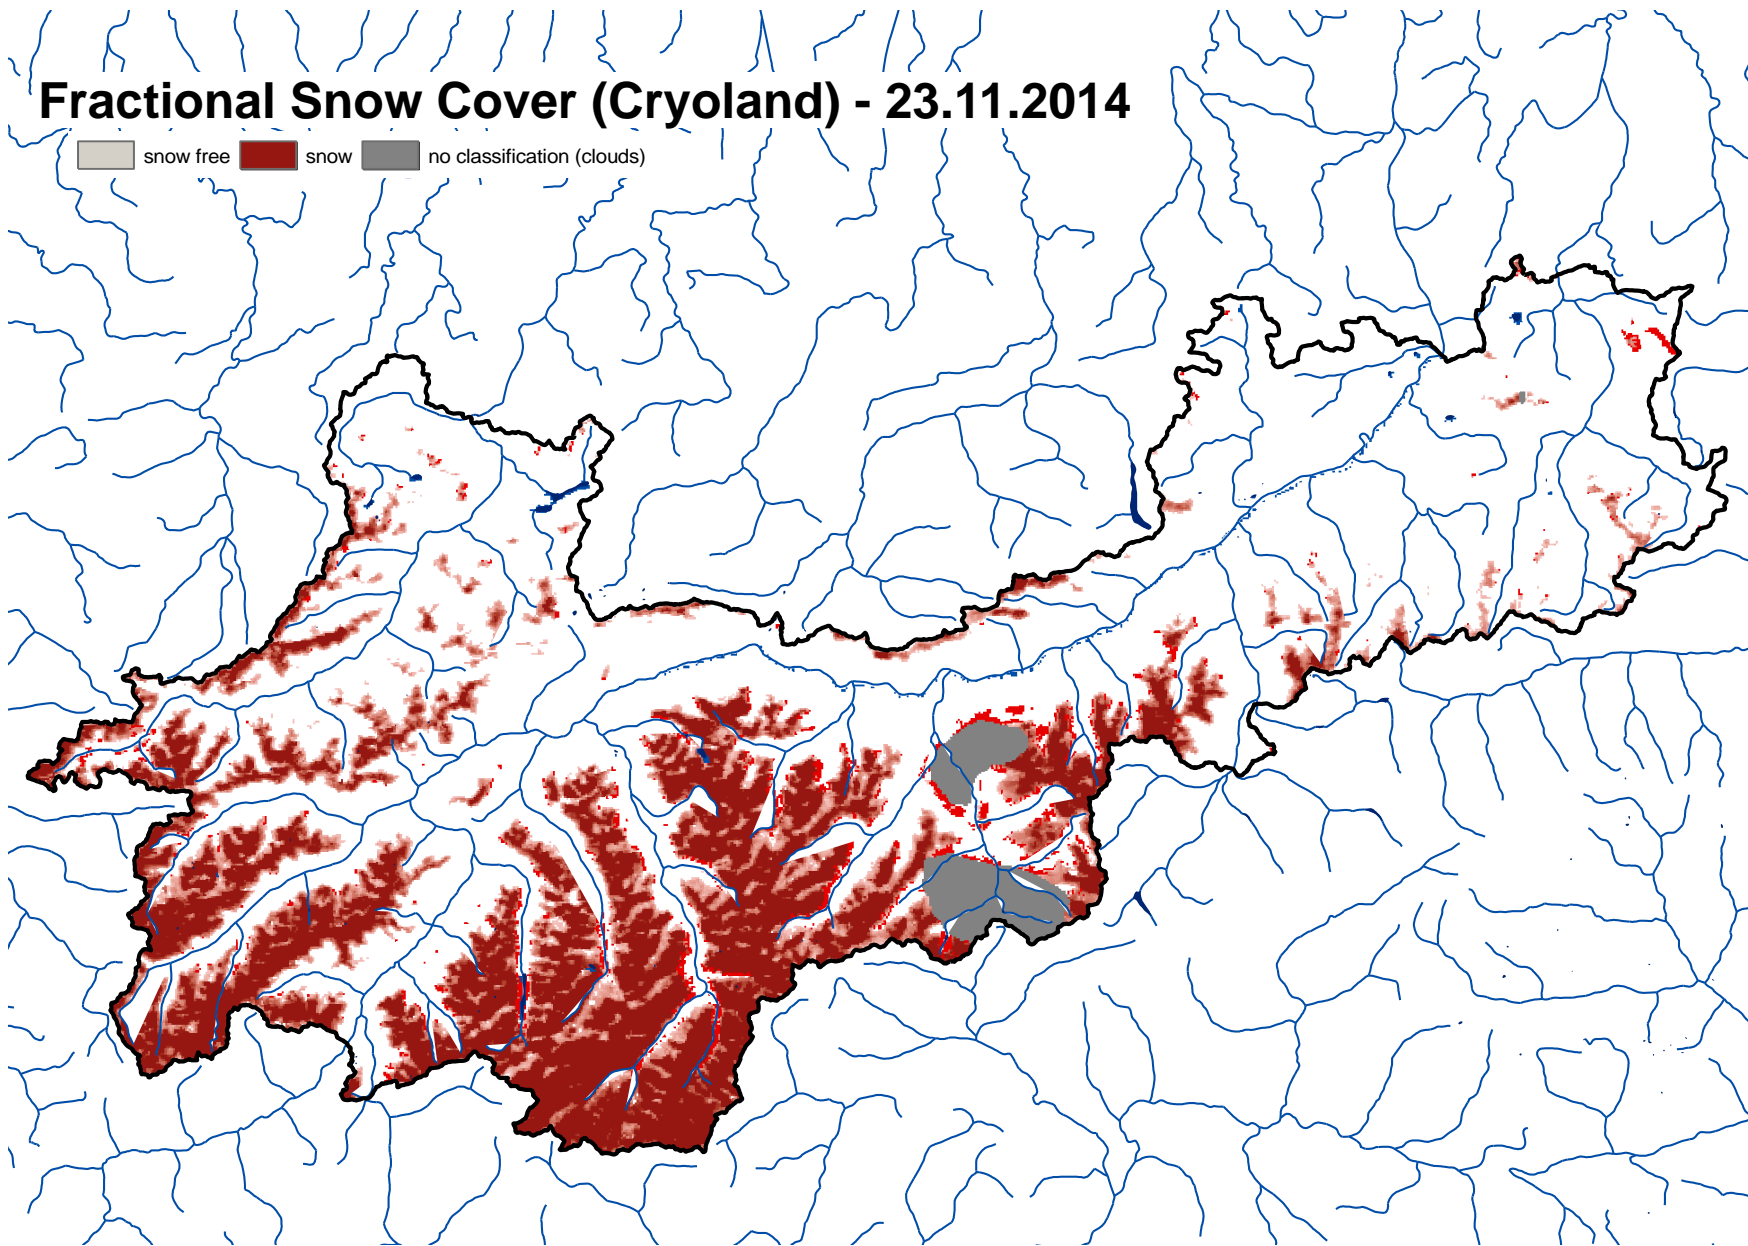 Fractional Snow Cover (Cryoland) - 23.11.2014
snow free snow no classification (clouds)